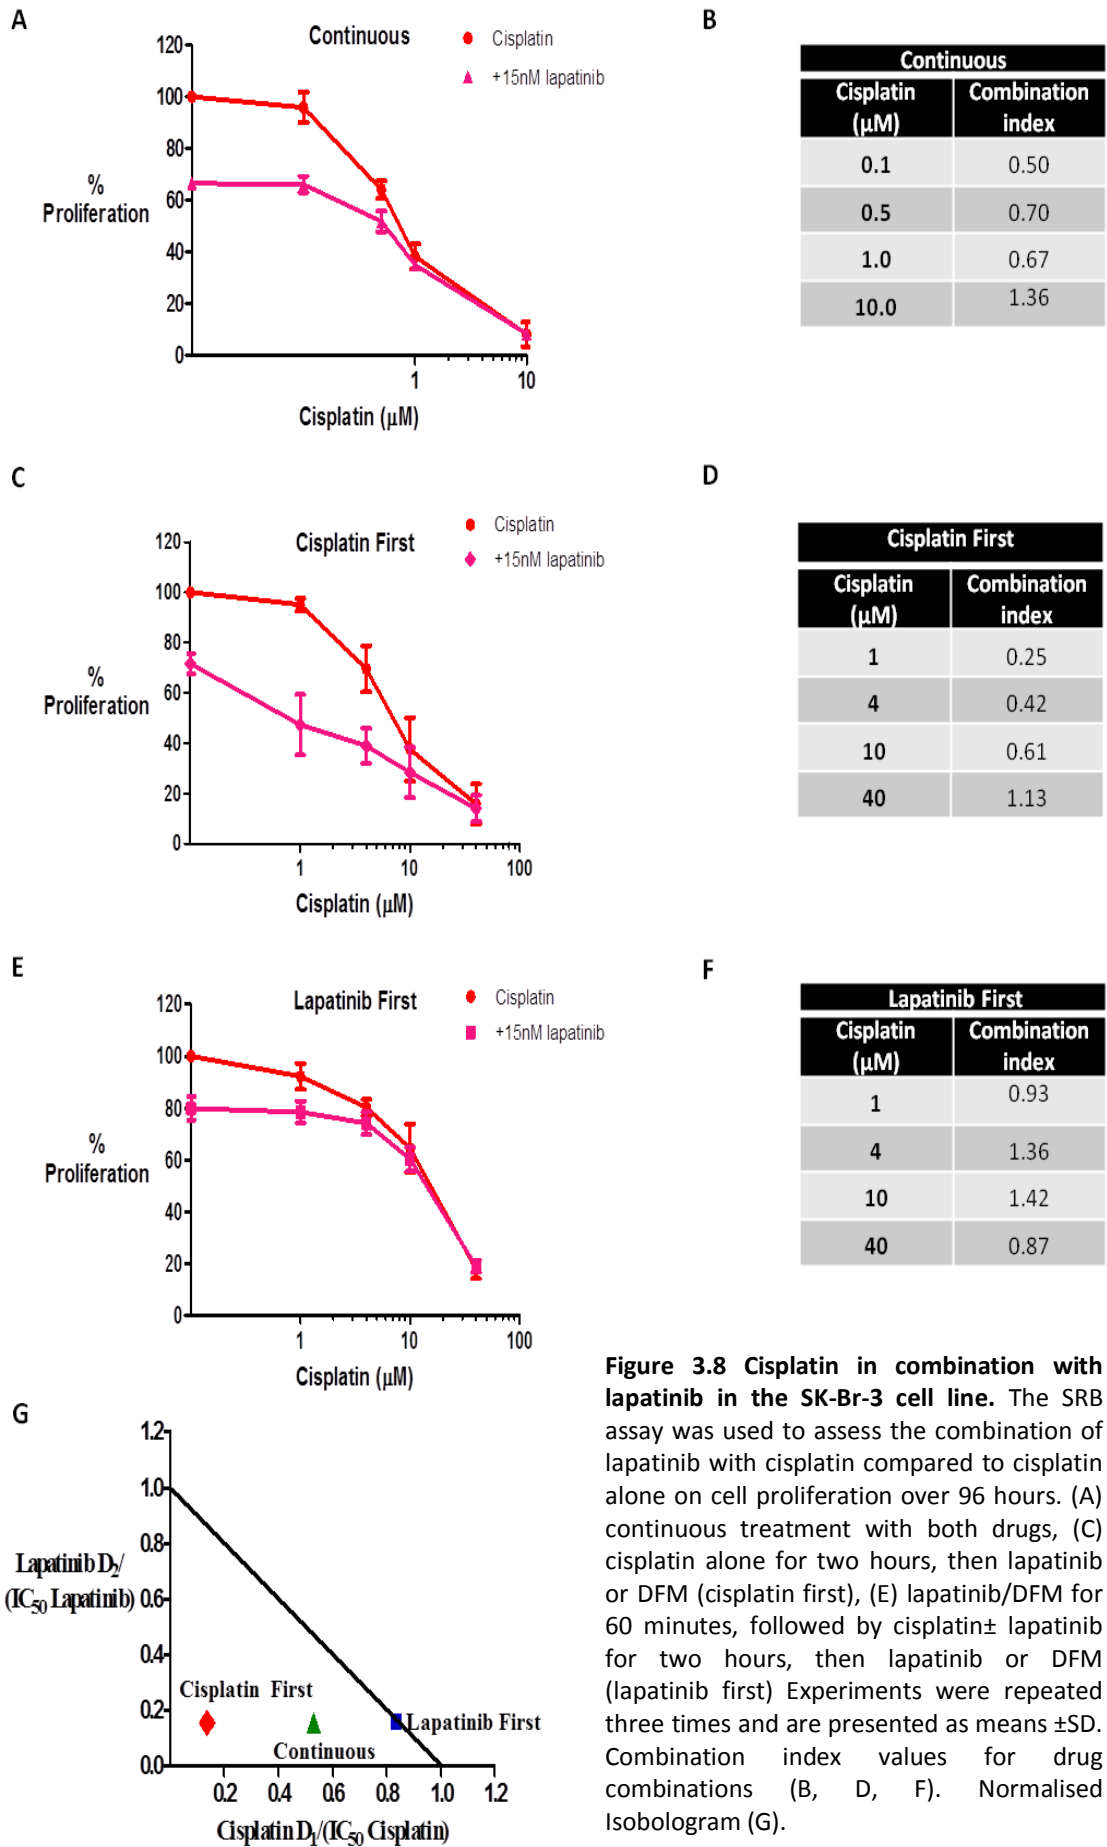 A
Continuous
Cisplatin
+15nM lapatinib
120
100
80
60
40
20
0
%
Proliferation
1
10
Cisplatin (μM)
B
Continuous
Cisplatin (μM) Combination index
0.1 0.50
0.5 0.70
1.0 0.67
10.0 1.36
C
Cisplatin First
Cisplatin
+15nM lapatinib
120
100
80
60
40
20
0
%
Proliferation
1
10
100
Cisplatin (μM)
D
Cisplatin First
Cisplatin (μM) Combination index
1 0.25
4 0.42
10 0.61
40 1.13
E
Lapatinib First
Cisplatin
+15nM lapatinib
120
100
80
60
40
20
0
%
Proliferation
1
10
100
Cisplatin (μM)
F
Lapatinib First
Cisplatin (μM) Combination index
1 0.93
4 1.36
10 1.42
40 0.87
G
1.2
1.0
0.8
0.6
0.4
0.2
0.0
Lapatinib D2/
(IC50 Lapatinib)
Cisplatin First
Continuous
Lapatinib First
0.2 0.4 0.6 0.8 1.0 1.2
Cisplatin D1/(IC50 Cisplatin)
Figure 3.8 Cisplatin in combination with
lapatinib in the SK-Br-3 cell line. The SRB
assay was used to assess the combination of
lapatinib with cisplatin compared to cisplatin
alone on cell proliferation over 96 hours. (A)
continuous treatment with both drugs, (C)
cisplatin alone for two hours, then lapatinib
or DFM (cisplatin first), (E) lapatinib/DFM for
60 minutes, followed by cisplatin± lapatinib
for two hours, then lapatinib or DFM
(lapatinib first) Experiments were repeated
three times and are presented as means ±SD.
Combination index values for drug
combinations (B, D, F). Normalised
Isobologram (G).